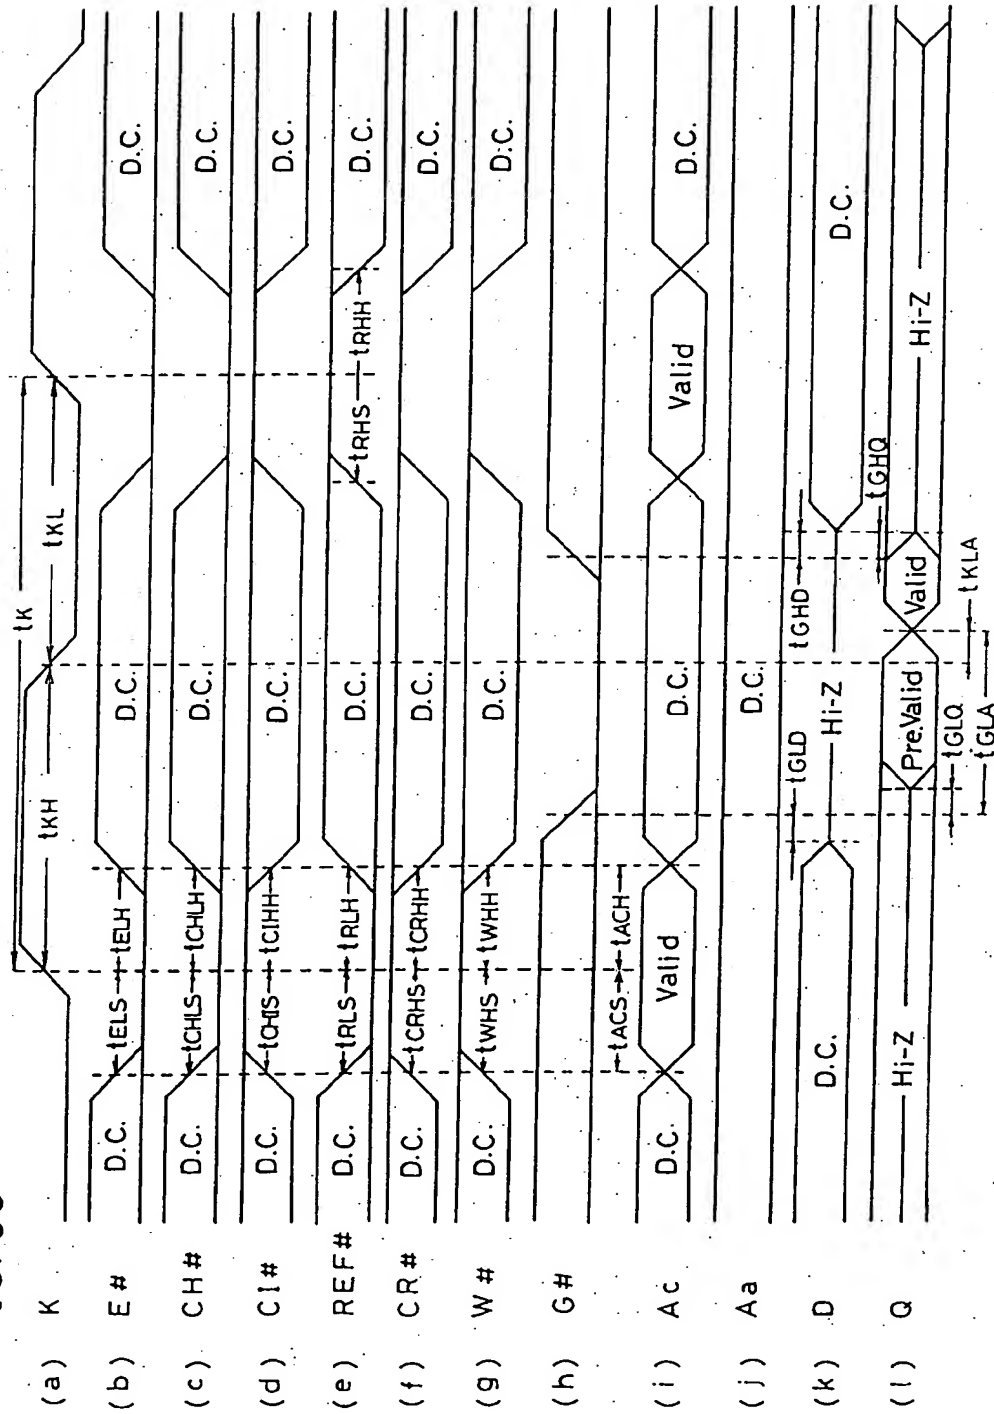 tK
(a) K tKH tKL
(b) E# D.C. tELS tELH D.C. D.C.
(c) CH# D.C. tCHLS tCHLH D.C. D.C.
(d) CI# D.C. tCIHH D.C. D.C.
(e) REF# D.C. tRLS tRLH D.C. tRHS tRHH D.C.
(f) CR# D.C. tCRHS tCRHH D.C. D.C.
(g) W# D.C. tWHS tWHH D.C. D.C.
(h) G#
tACS tACH
(i) Ac D.C. Valid D.C. Valid D.C.
(j) Aa D.C.
tGLD tGHD
(k) D D.C. Hi-Z D.C.
tGHQ
(l) Q Hi-Z Pre.Valid Valid Hi-Z
tGLQ tKLA
tGLA